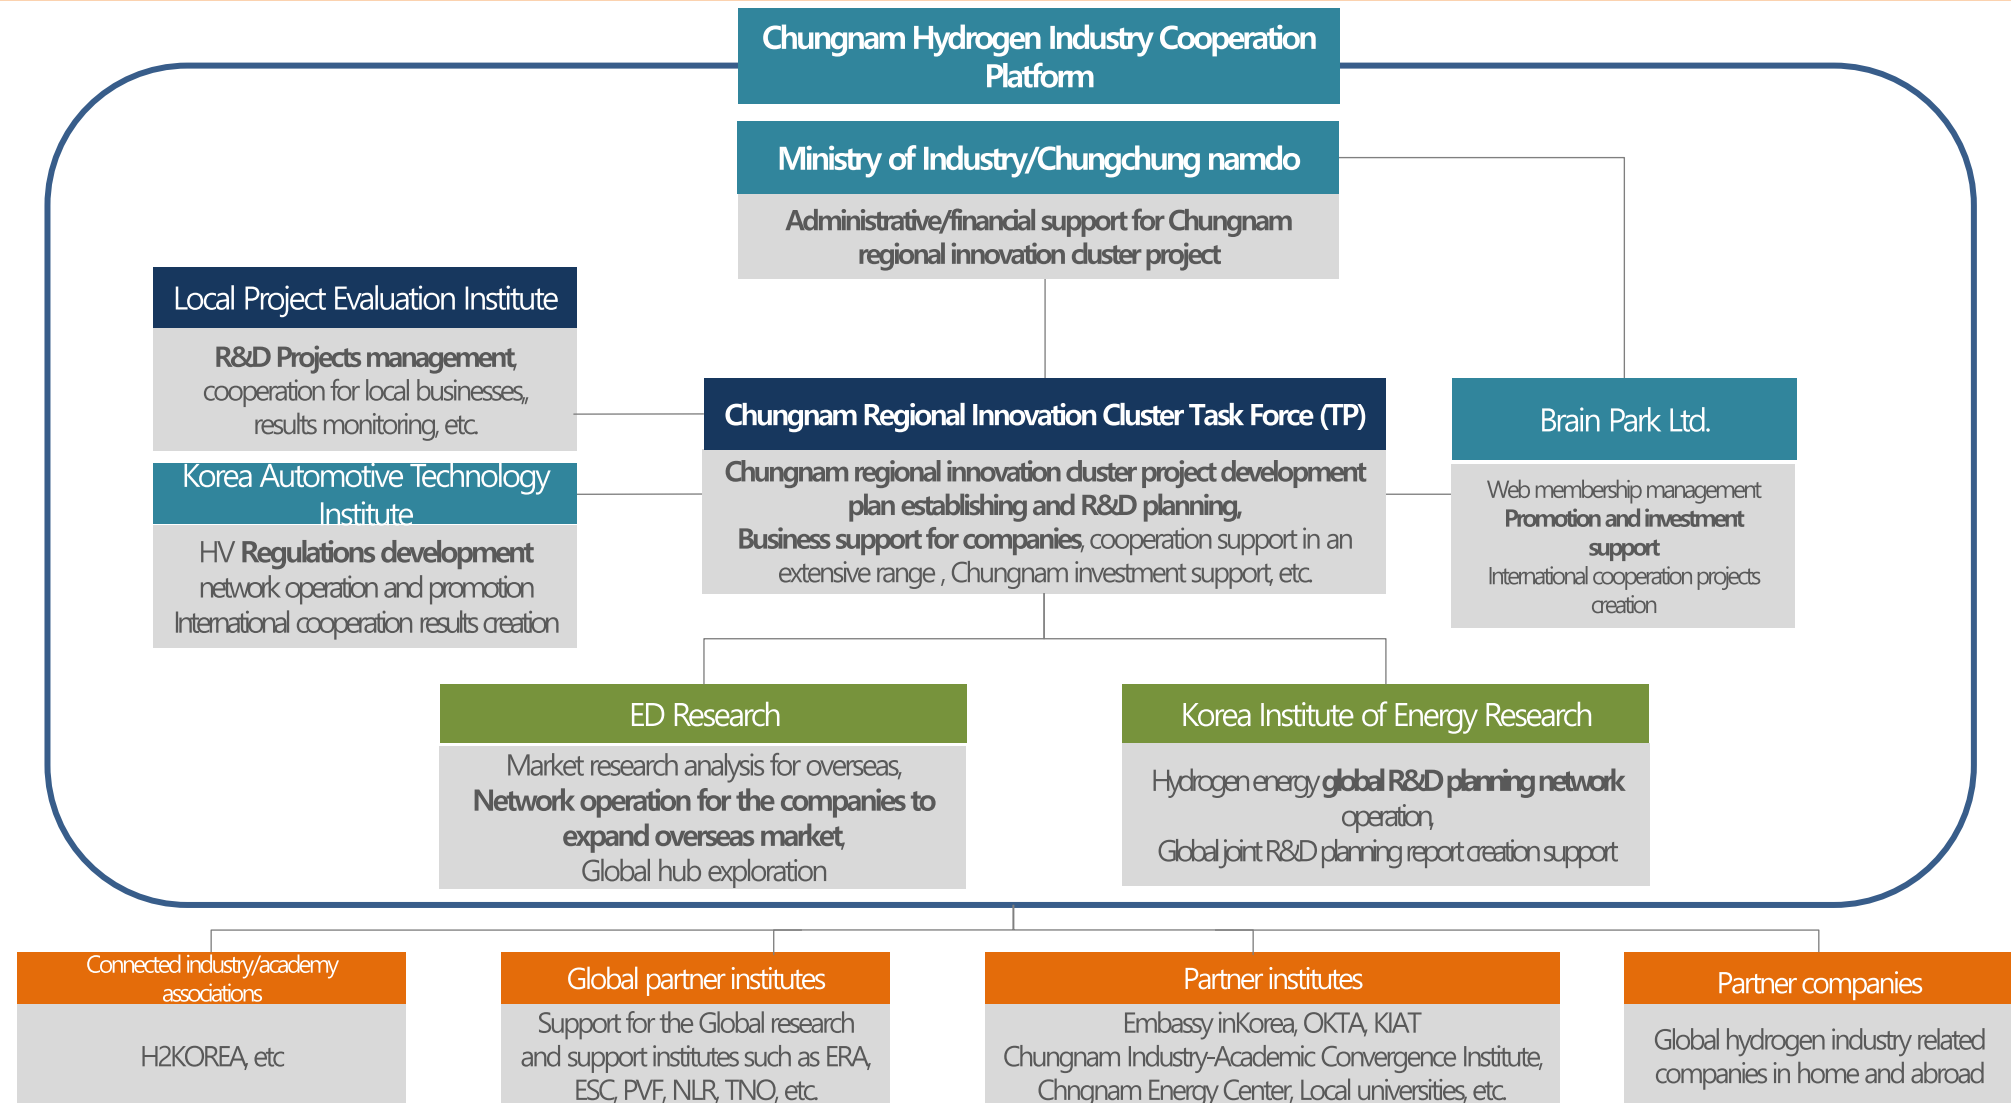 Chungnam Hydrogen Industry Cooperation
Platform
Ministry of Industry/Chungchung namdo
Administrative/financial support for Chungnam
regional innovation cluster project
Local Project Evaluation Institute
R&D Projects management,
cooperation for local businesses,,
results monitoring, etc.
Korea Automotive Technology
Institute
HV Regulations development
network operation and promotion
International cooperation results creation
Chungnam Regional Innovation Cluster Task Force (TP)
Chungnam regional innovation cluster project development
plan establishing and R&D planning,
Business support for companies, cooperation support in an
extensive range , Chungnam investment support, etc.
Brain Park Ltd.
Web membership management
Promotion and investment
support
International cooperation projects
creation
ED Research
Market research analysis for overseas,
Network operation for the companies to
expand overseas market,
Global hub exploration
Korea Institute of Energy Research
Hydrogen energy global R&D planning network
operation,
Global joint R&D planning report creation support
Connected industry/academy
associations
H2KOREA, etc
Global partner institutes
Support for the Global research
and support institutes such as ERA,
ESC, PVF, NLR, TNO, etc.
Partner institutes
Embassy inKorea, OKTA, KIAT
Chungnam Industry-Academic Convergence Institute,
Chngnam Energy Center, Local universities, etc.
Partner companies
Global hydrogen industry related
companies in home and abroad